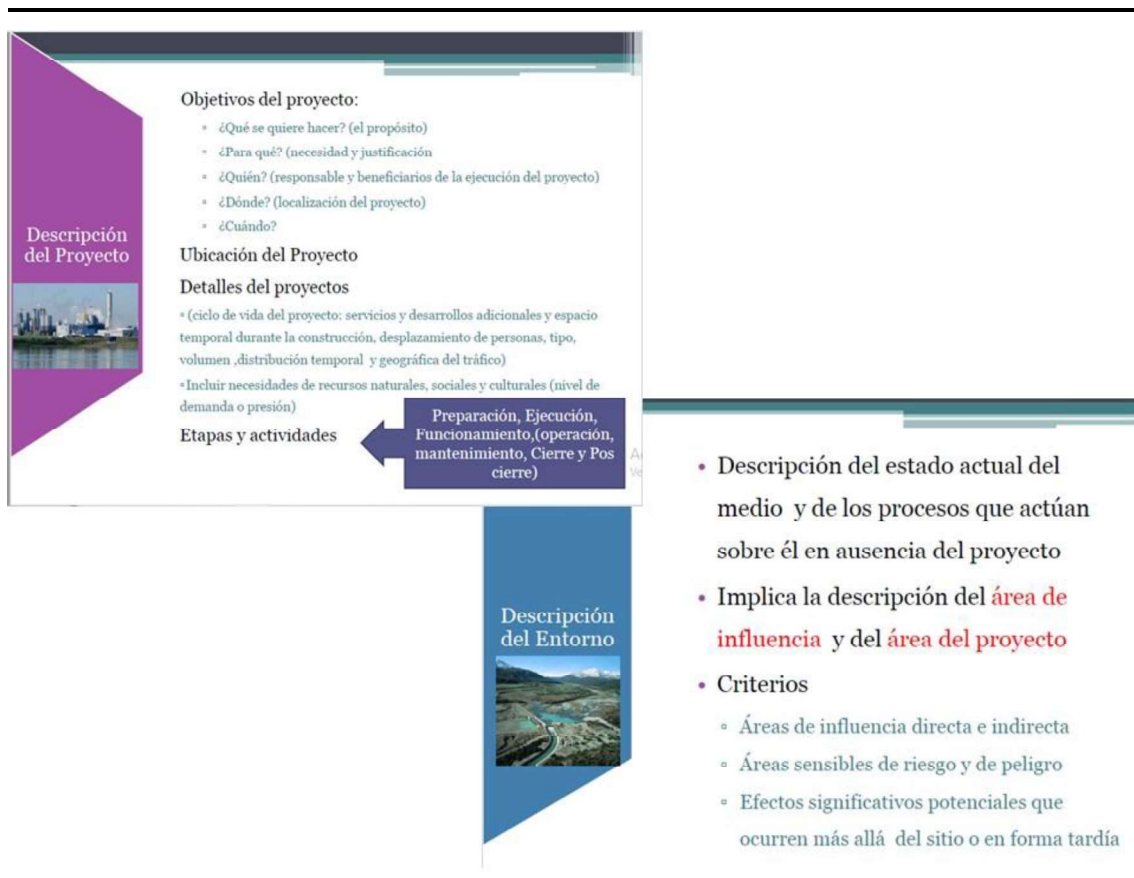 Descripción
del Proyecto
Objetivos del proyecto:
▫ ¿Qué se quiere hacer? (el propósito)
▫ ¿Para què? (necesidad y justificación
▫ ¿Quién? (responsable y beneficiarios de la ejecución del proyecto)
▫ ¿Dónde? (localización del proyecto)
▫ ¿Cuándo?
Ubicación del Proyecto
Detalles del proyectos
▫ (ciclo de vida del proyecto: servicios y desarrollos adicionales y espacio
temporal durante la construcción, desplazamiento de personas, tipo,
volumen ,distribución temporal y geográfica del tráfico)
▫Incluir necesidades de recursos naturales, sociales y culturales (nivel de
demanda o presión)
Etapas y actividades
Preparación, Ejecución,
Funcionamiento,(operación,
mantenimiento, Cierre y Pos
cierre)
Descripción
del Entorno
• Descripción del estado actual del
medio y de los procesos que actúan
sobre él en ausencia del proyecto
• Implica la descripción del área de
influencia y del área del proyecto
• Criterios
▫ Áreas de influencia directa e indirecta
▫ Áreas sensibles de riesgo y de peligro
▫ Efectos significativos potenciales que
ocurren más allá del sitio o en forma tardía